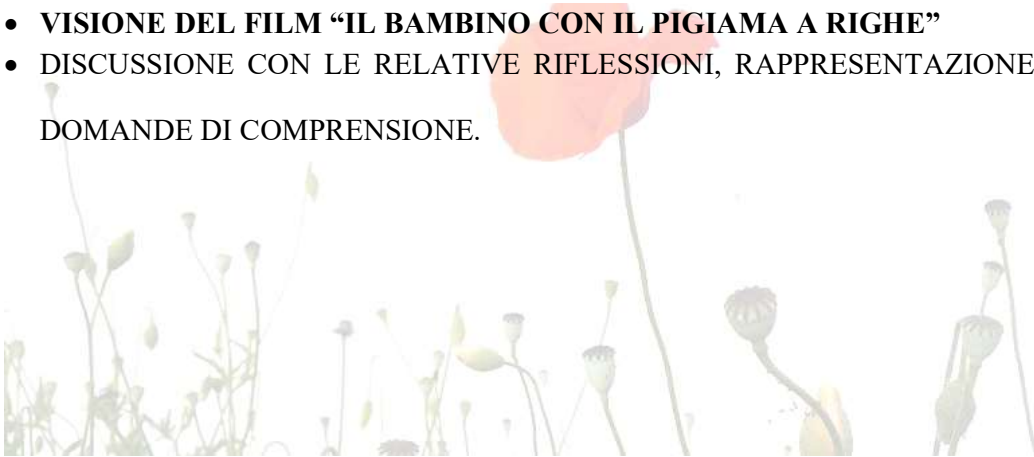 • VISIONE DEL FILM “IL BAMBINO CON IL PIGIAMA A RIGHE”
• DISCUSSIONE CON LE RELATIVE RIFLESSIONI, RAPPRESENTAZIONE
DOMANDE DI COMPRENSIONE.